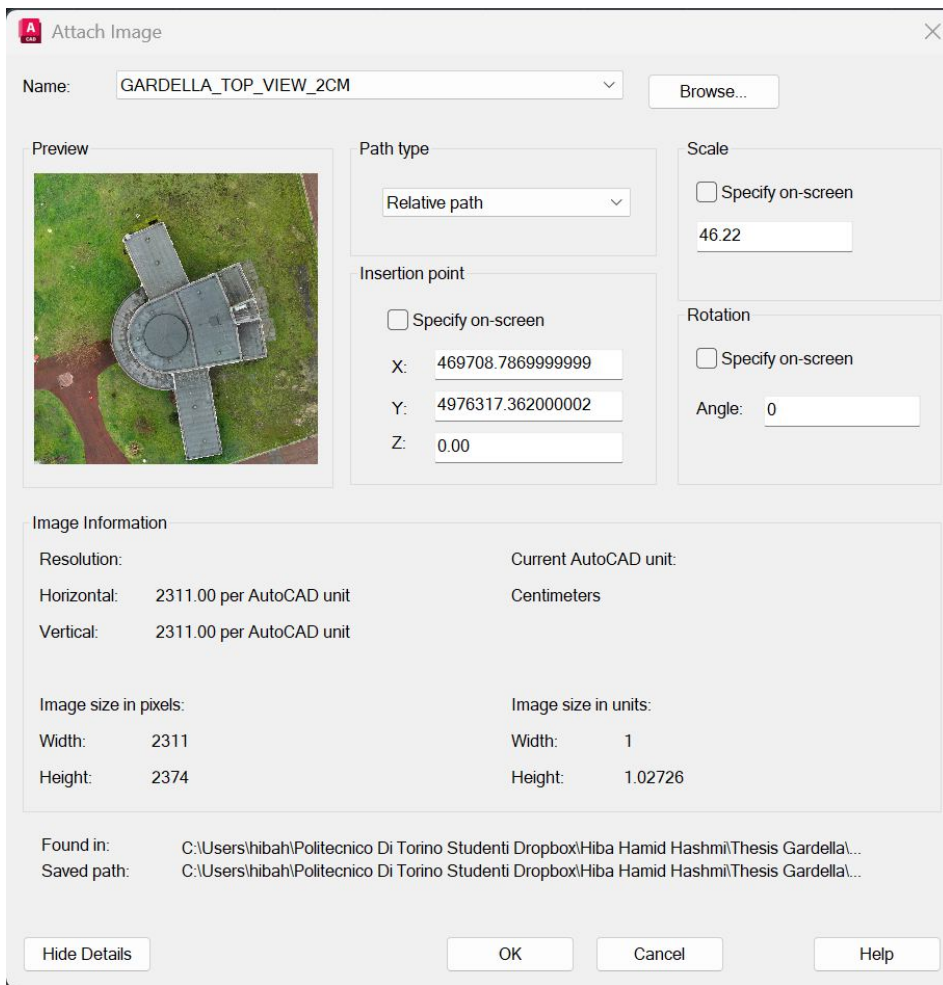 A
CAD
Attach Image
Name:
GARDELLA_TOP_VIEW_2CM
Browse...
Preview
Path type
Relative path
Scale
Specify on-screen
46.22
Insertion point
Specify on-screen
X:
469708.7869999999
Y:
4976317.362000002
Z:
0.00
Rotation
Specify on-screen
Angle:
0
Image Information
Resolution:
Horizontal:
2311.00 per AutoCAD unit
Vertical:
2311.00 per AutoCAD unit
Current AutoCAD unit:
Centimeters
Image size in pixels:
Width:
2311
Height:
2374
Image size in units:
Width:
1
Height:
1.02726
Found in:
C:\Users\hibah\Politecnico Di Torino Studenti Dropbox\Hiba Hamid Hashmi\Thesis Gardella\...
Saved path:
C:\Users\hibah\Politecnico Di Torino Studenti Dropbox\Hiba Hamid Hashmi\Thesis Gardella\...
Hide Details
OK
Cancel
Help